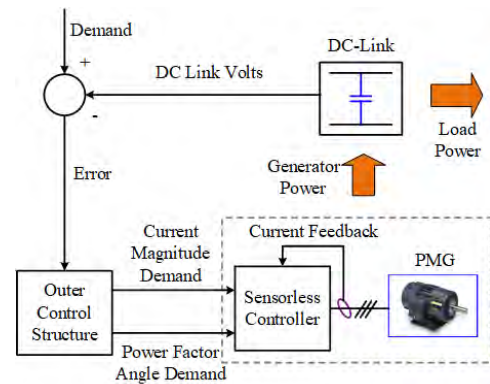 Demand
+
-
DC Link Volts
DC-Link
Load
Power
Generator
Power
Error
Current
Magnitude
Demand
Current Feedback
PMG
Outer
Control
Structure
Sensorless
Controller
Power Factor
Angle Demand